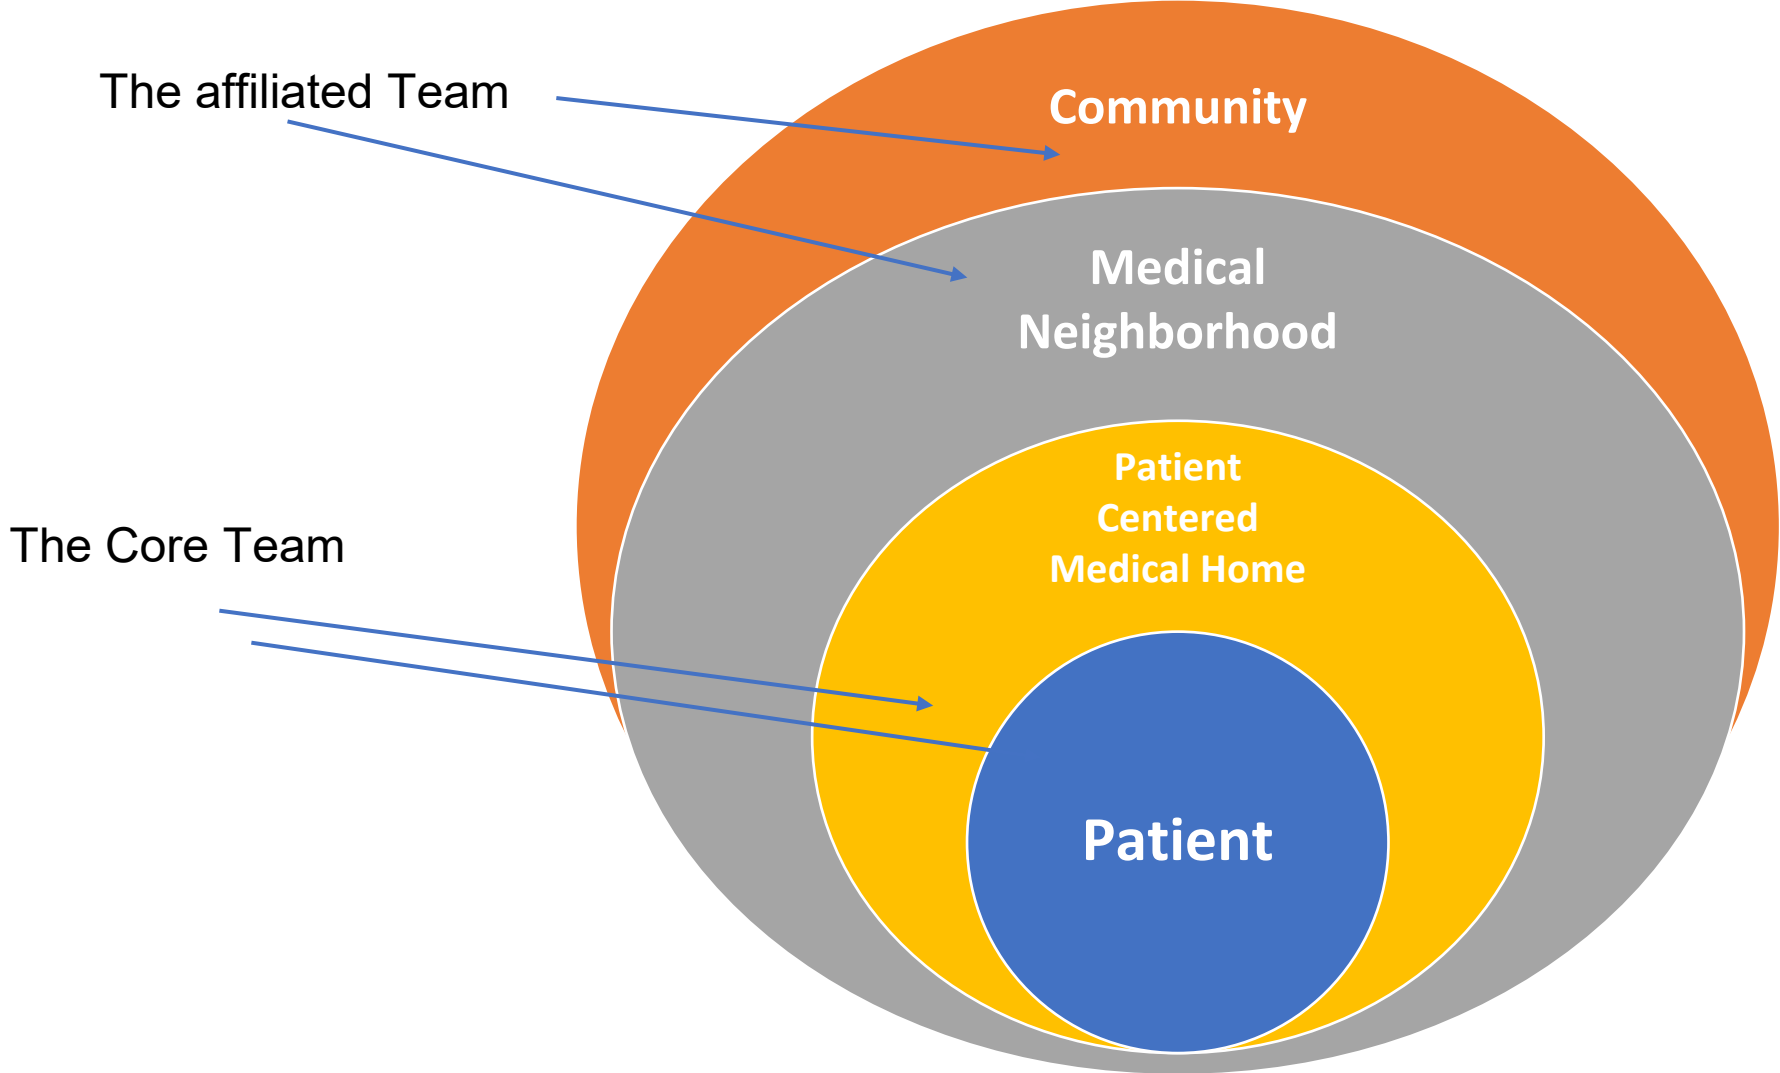 The affiliated Team
Community
Medical
Neighborhood
Patient
Centered
Medical Home
The Core Team
Patient